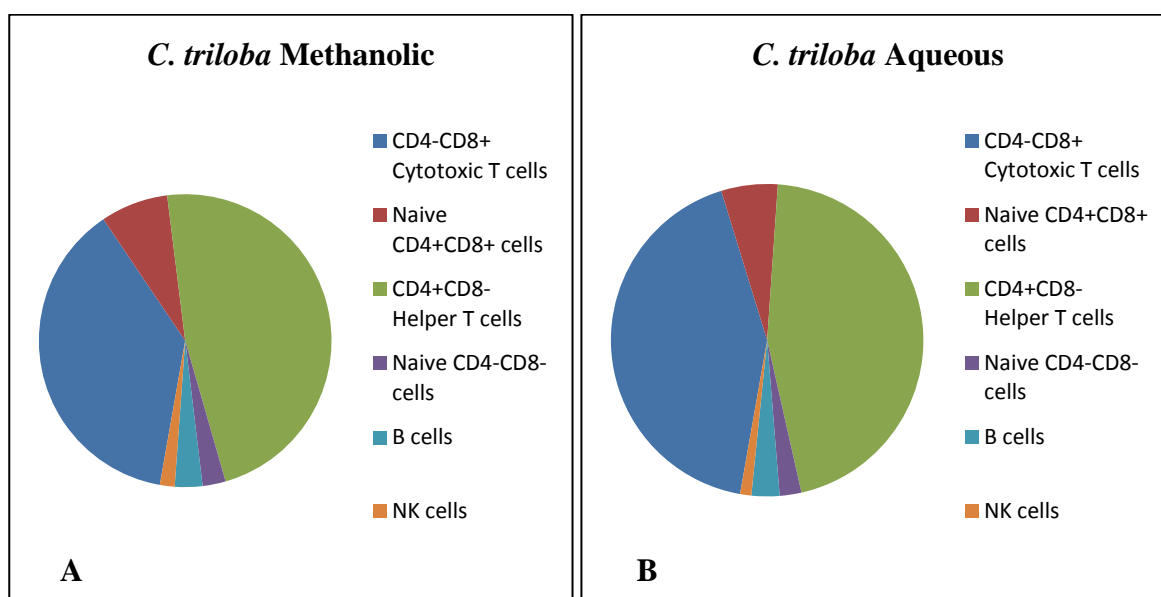 C. triloba Methanolic
CD4-CD8+
Cytotoxic T cells
Naive
CD4+CD8+ cells
CD4+CD8-
Helper T cells
Naive CD4-CD8-
cells
B cells
NK cells
A
C. triloba Aqueous
CD4-CD8+
Cytotoxic T cells
Naive CD4+CD8+
cells
CD4+CD8-
Helper T cells
Naive CD4-CD8-
cells
B cells
NK cells
B